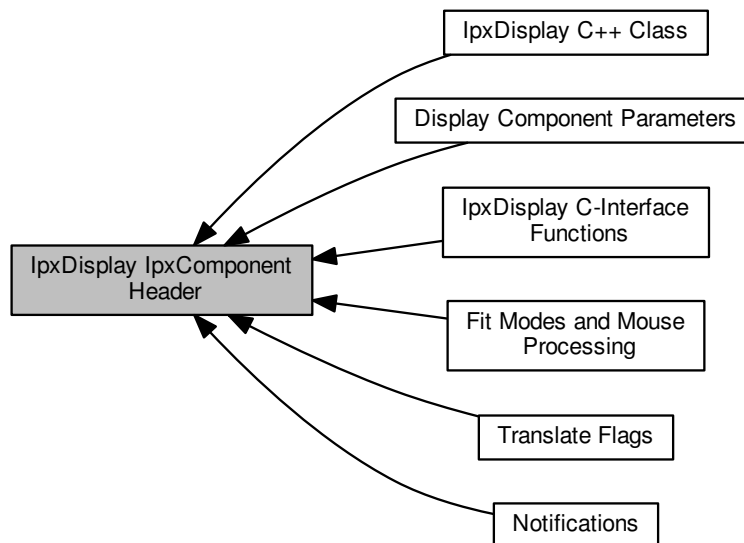 IpxDisplay C++ Class
Display Component Parameters
IpxDisplay C-Interface
Functions
IpxDisplay IpxComponent
Header
Fit Modes and Mouse
Processing
Translate Flags
Notifications